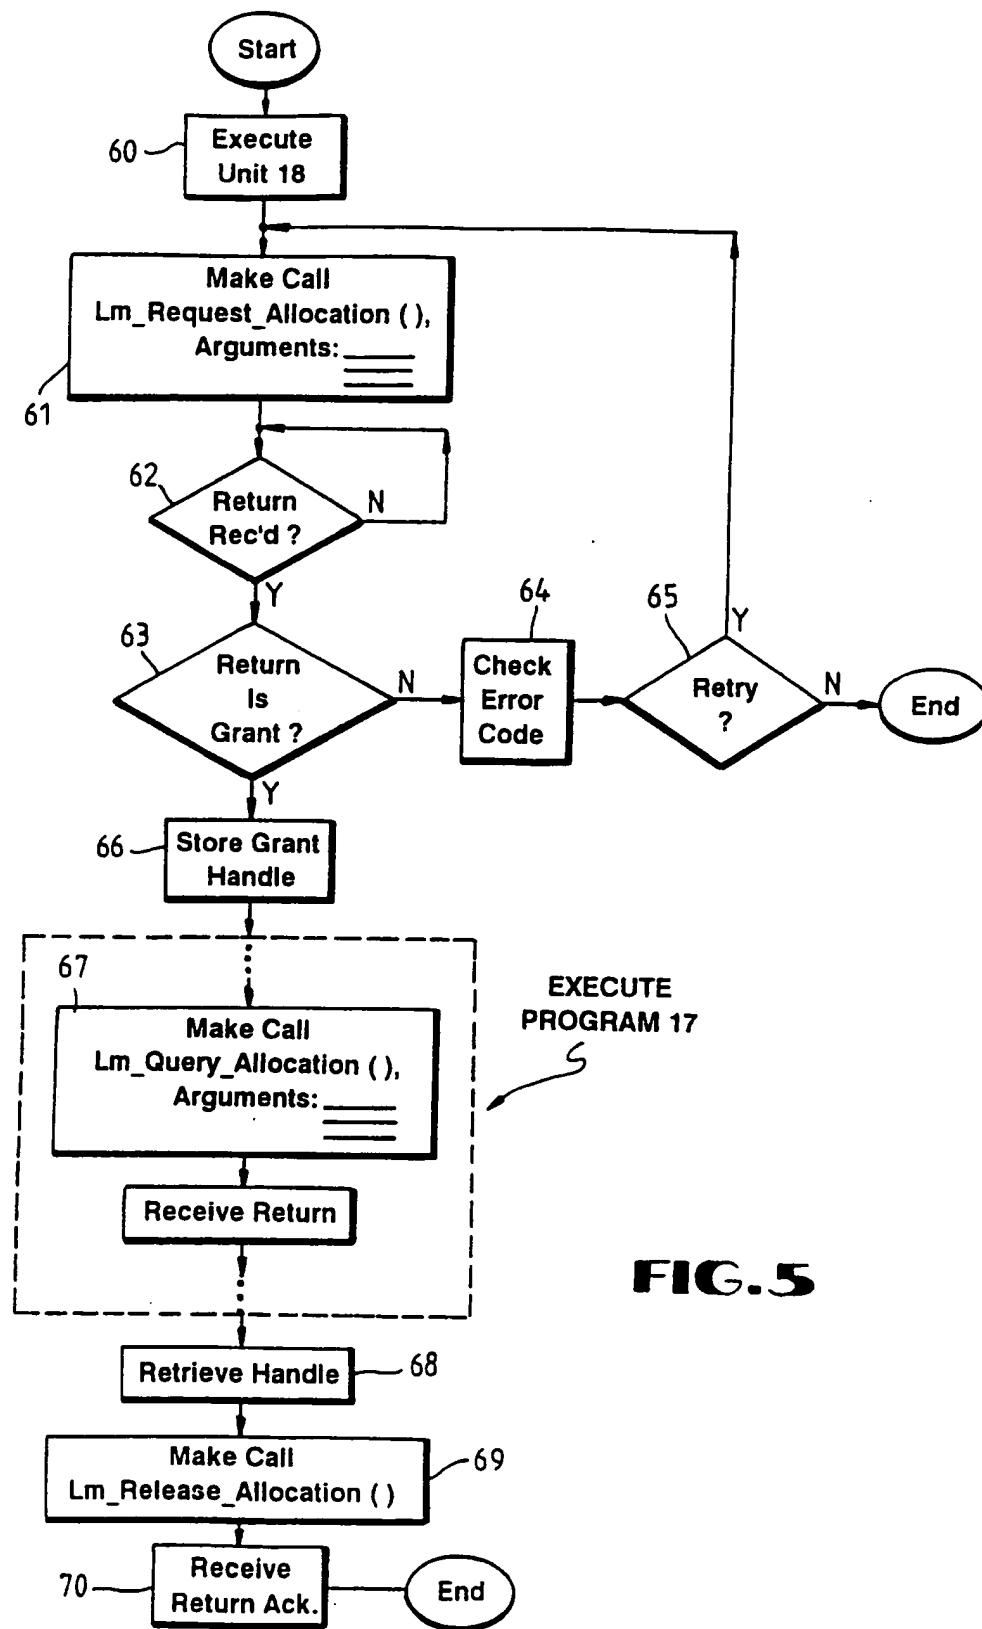 Start
60
Execute
Unit 18
Make Call
Lm_Request_Allocation ( ),
Arguments:
61
62
Return
Rec'd ?
N
Y
63
Return
Is
Grant ?
N
Y
64
Check
Error
Code
65
Retry
?
Y
N
End
66
Store Grant
Handle
67
Make Call
Lm_Query_Allocation ( ),
Arguments:
Receive Return
EXECUTE
PROGRAM 17
FIG.5
Retrieve Handle
68
Make Call
Lm_Release_Allocation ( )
69
70
Receive
Return Ack.
End